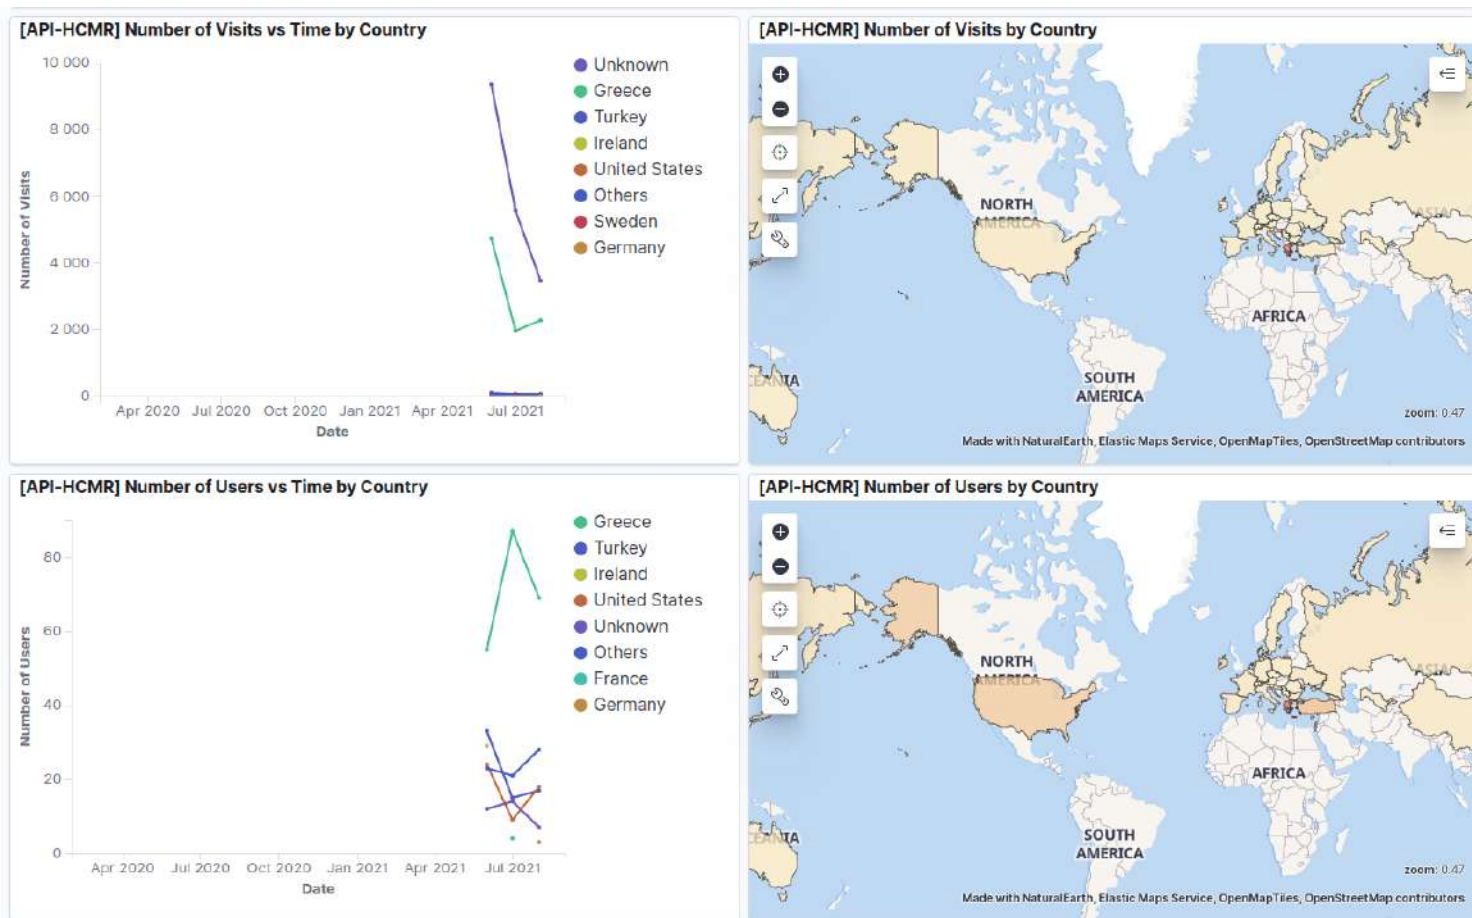 [API-HCMR] Number of Visits vs Time by Country
10 000
8 000
6 000
4 000
2 000
0
Number of Visits
Apr 2020 Jul 2020 Oct 2020 Jan 2021 Apr 2021 Jul 2021
Date
Unknown
Greece
Turkey
Ireland
United States
Others
Sweden
Germany
[API-HCMR] Number of Visits by Country
NORTH
AMERICA
ASIA
AFRICA
EANIA
SOUTH
AMERICA
zoom: 0.47
Made with NaturalEarth, Elastic Maps Service, OpenMapTiles, OpenStreetMap contributors
[API-HCMR] Number of Users vs Time by Country
80
60
40
20
0
Number of Users
Apr 2020 Jul 2020 Oct 2020 Jan 2021 Apr 2021 Jul 2021
Date
Greece
Turkey
Ireland
United States
Unknown
Others
France
Germany
[API-HCMR] Number of Users by Country
NORTH
AMERICA
ASIA
AFRICA
EANIA
SOUTH
AMERICA
zoom: 0.47
Made with NaturalEarth, Elastic Maps Service, OpenMapTiles, OpenStreetMap contributors